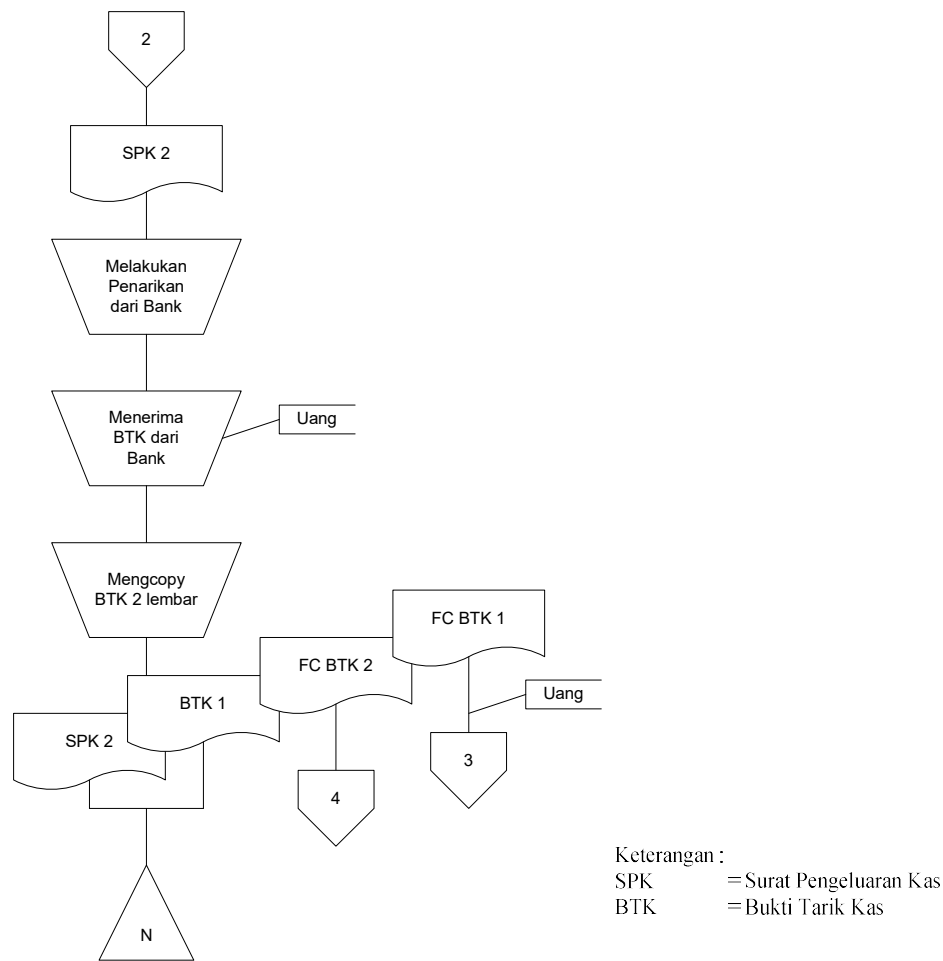 2
SPK 2
Melakukan
Penarikan
dari Bank
Menerima
BTK dari
Bank
Uang
Mengcopy
BTK 2 lembar
FC BTK 1
FC BTK 2
BTK 1
SPK 2
Uang
3
4
N
Keterangan :
SPK = Surat Pengeluaran Kas
BTK = Bukti Tarik Kas